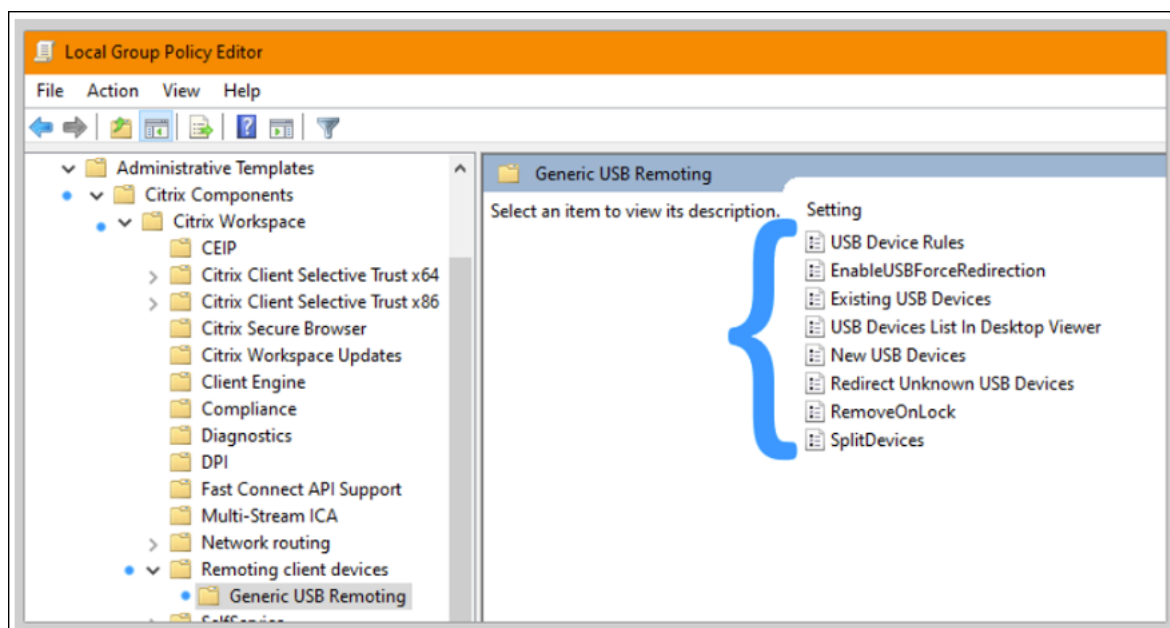 Local Group Policy Editor
File Action View Help
Administrative Templates
Citrix Components
Citrix Workspace
CEIP
Citrix Client Selective Trust x64
Citrix Client Selective Trust x86
Citrix Secure Browser
Citrix Workspace Updates
Client Engine
Compliance
Diagnostics
DPI
Fast Connect API Support
Multi-Stream ICA
Network routing
Remoting client devices
Generic USB Remoting
Generic USB Remoting
Select an item to view its description.
Setting
USB Device Rules
EnableUSBForceRedirection
Existing USB Devices
USB Devices List In Desktop Viewer
New USB Devices
Redirect Unknown USB Devices
RemoveOnLock
SplitDevices